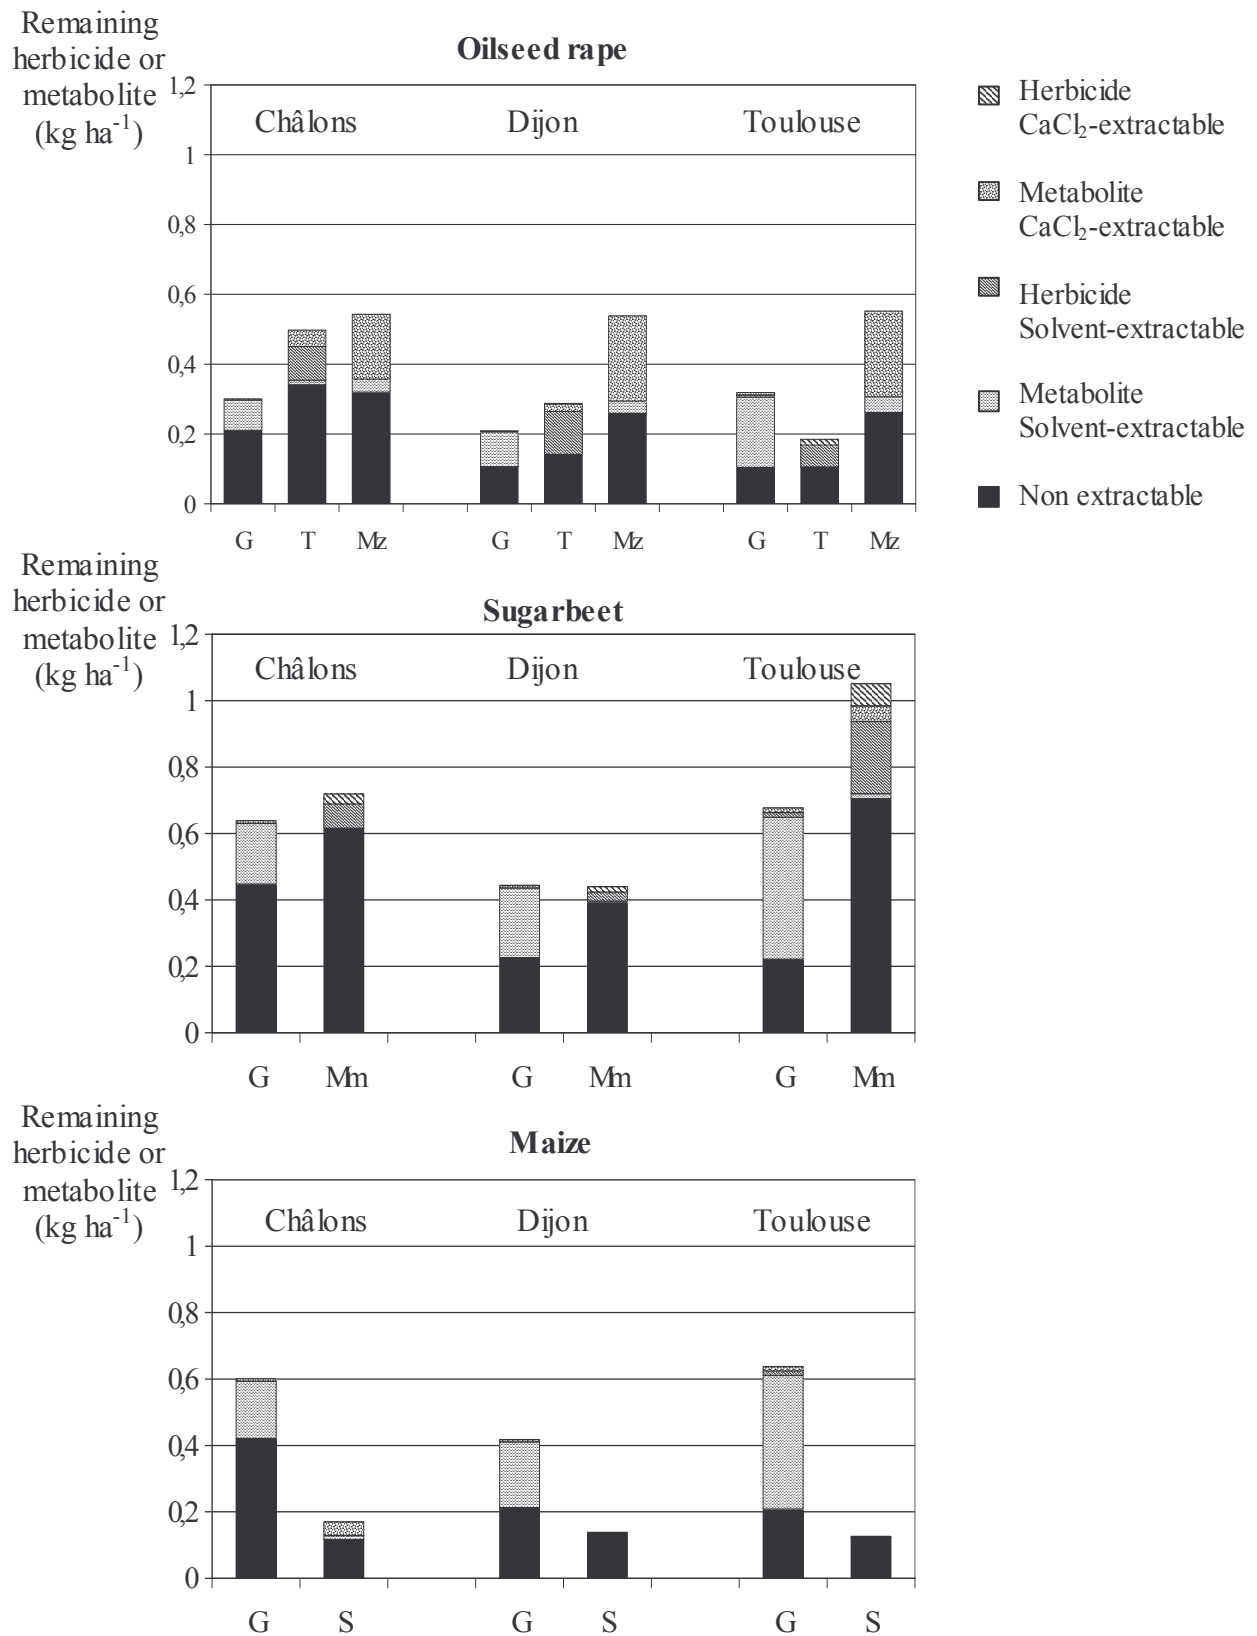 Remaining
herbicide or
metabolite
(kg ha-1)
Oilseed rape
1,2
1
0,8
0,6
0,4
0,2
0
Châlons
Dijon
Toulouse
G T Mz G T Mz G T Mz
Herbicide
CaCl2-extractable
Metabolite
CaCl2-extractable
Herbicide
Solvent-extractable
Metabolite
Solvent-extractable
Non extractable
Remaining
herbicide or
metabolite
(kg ha-1)
Sugarbeet
1,2
1
0,8
0,6
0,4
0,2
0
Châlons
Dijon
Toulouse
G Mm G Mm G Mm
Remaining
herbicide or
metabolite
(kg ha-1)
Maize
1,2
1
0,8
0,6
0,4
0,2
0
Châlons
Dijon
Toulouse
G S G S G S